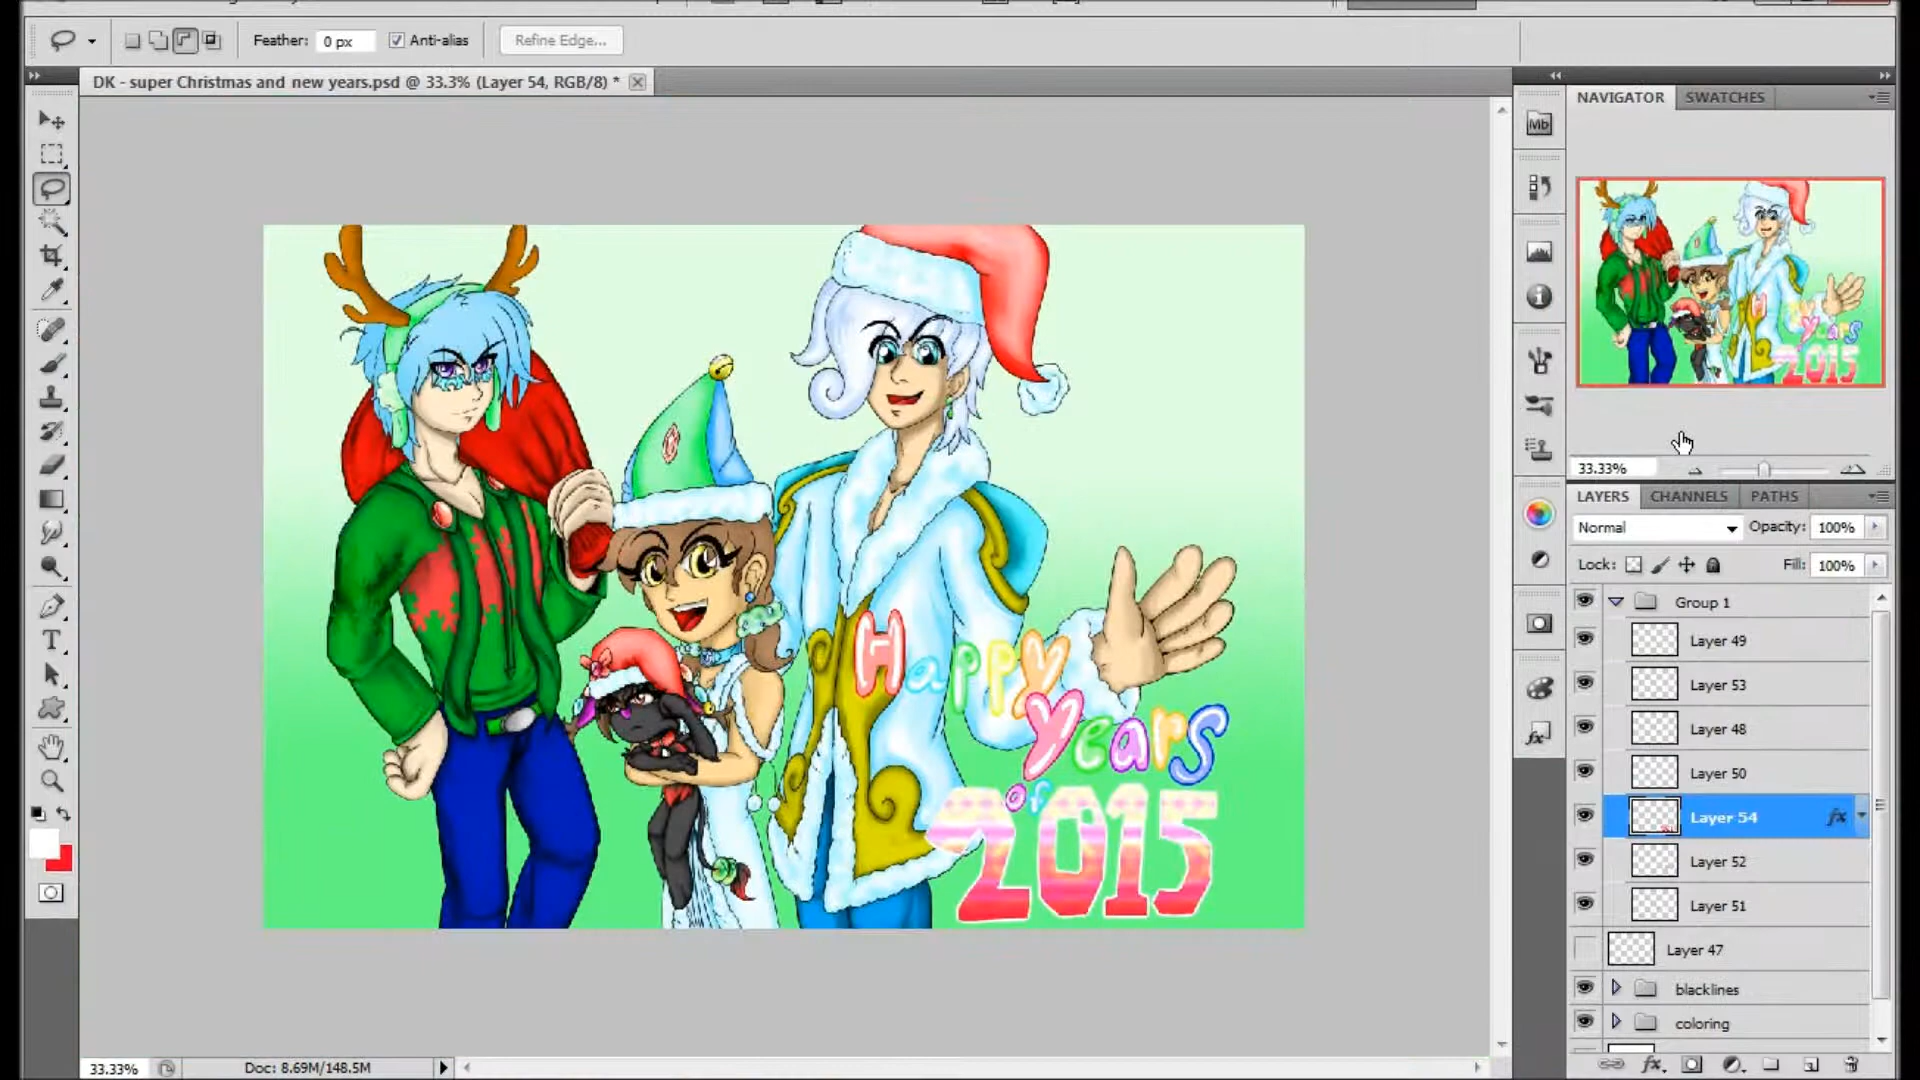 Feather: 0 px Anti-alias Refine Edge...
DK - super Christmas and new years.psd @ 33.3% (Layer 54, RGB/8) *
NAVIGATOR SWATCHES
Mb
33.33%
LAYERS CHANNELS PATHS
Normal Opacity: 100%
Lock: Fill: 100%
Group 1
Layer 49
Layer 53
Layer 48
Layer 50
Layer 54 fx
Layer 52
Layer 51
Layer 47
blacklines
coloring
Happy
Years
of
2015
33.33% Doc: 8.69M/148.5M